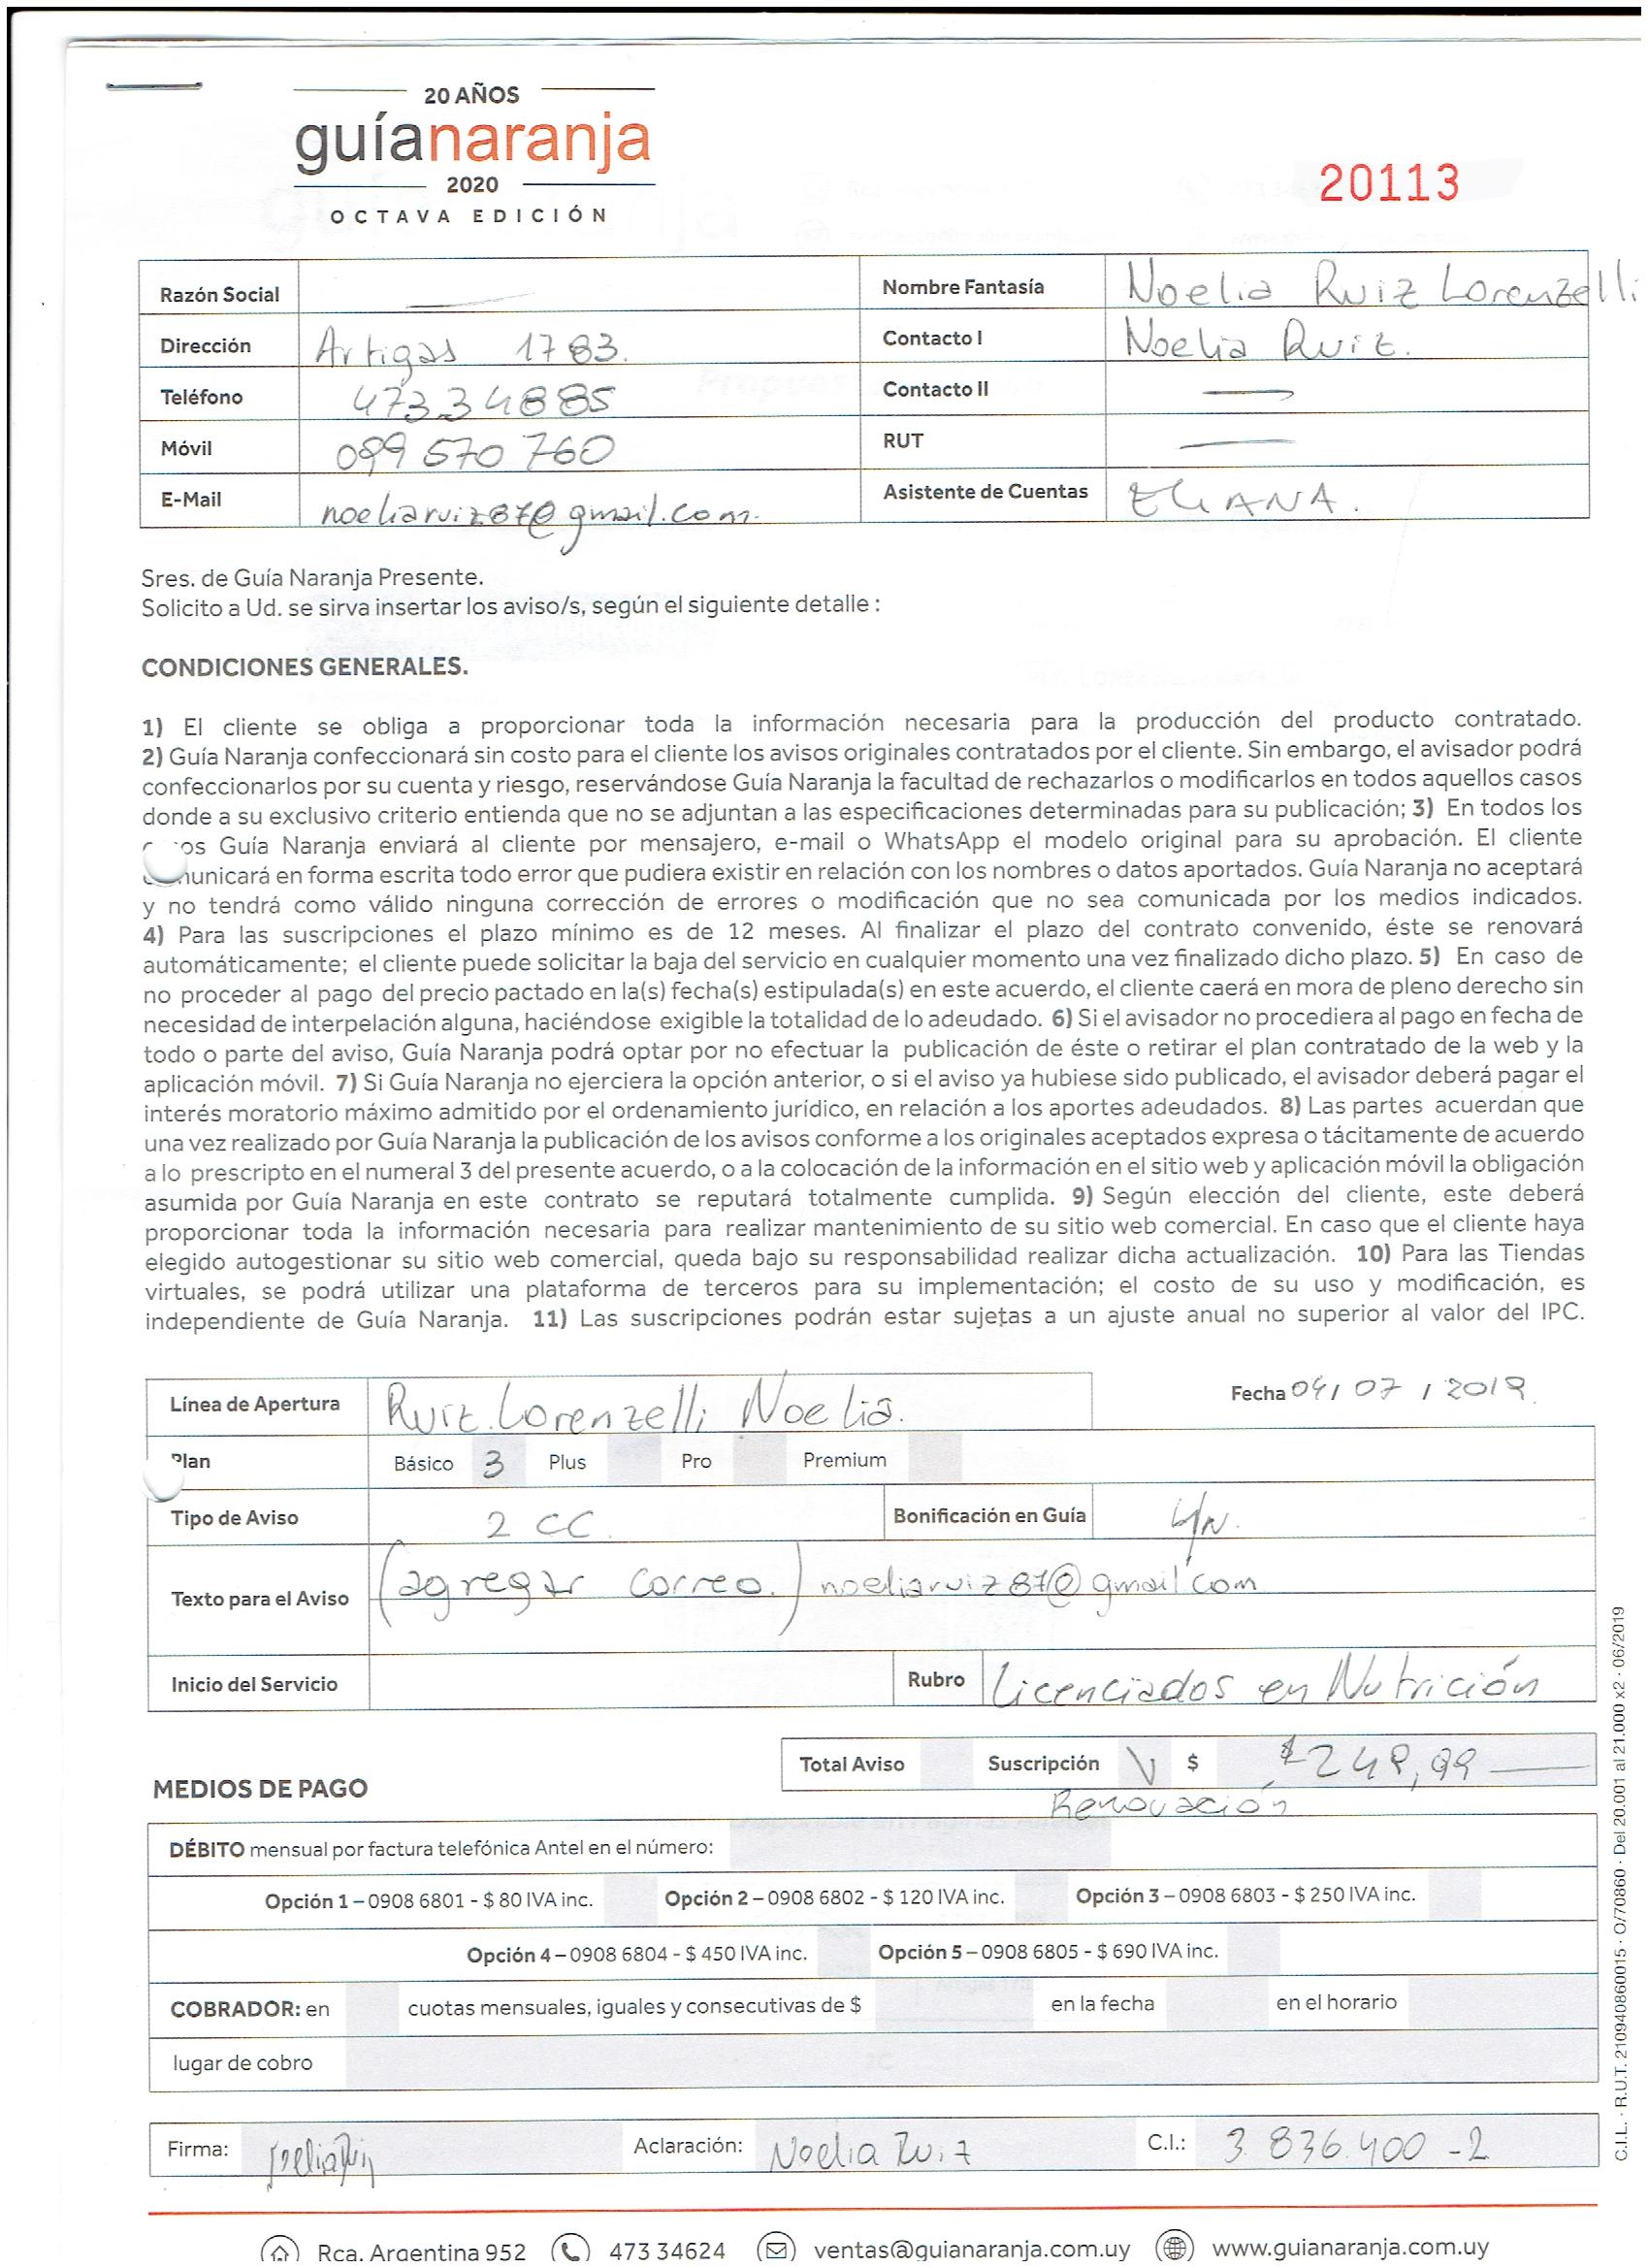 20 AÑOS
guíanaranja
2020
OCTAVA EDICIÓN
20113
Razón Social
Nombre Fantasía Noelia Ruiz Lorenzelli
Dirección Artigas 1783.
Contacto I Noelia Ruiz.
Teléfono 473 34885
Contacto II
Móvil 099 570 760
RUT
E-Mail noeliaruiz87@gmail.com.
Asistente de Cuentas ELIANA.
Sres. de Guía Naranja Presente.
Solicito a Ud. se sirva insertar los aviso/s, según el siguiente detalle :
CONDICIONES GENERALES.
1) El cliente se obliga a proporcionar toda la información necesaria para la producción del producto contratado.
2) Guía Naranja confeccionará sin costo para el cliente los avisos originales contratados por el cliente. Sin embargo, el avisador podrá
confeccionarlos por su cuenta y riesgo, reservándose Guía Naranja la facultad de rechazarlos o modificarlos en todos aquellos casos
donde a su exclusivo criterio entienda que no se adjuntan a las especificaciones determinadas para su publicación; 3) En todos los
os Guía Naranja enviará al cliente por mensajero, e-mail o WhatsApp el modelo original para su aprobación. El cliente
unicará en forma escrita todo error que pudiera existir en relación con los nombres o datos aportados. Guía Naranja no aceptará
y no tendrá como válido ninguna corrección de errores o modificación que no sea comunicada por los medios indicados.
4) Para las suscripciones el plazo mínimo es de 12 meses. Al finalizar el plazo del contrato convenido, éste se renovará
automáticamente; el cliente puede solicitar la baja del servicio en cualquier momento una vez finalizado dicho plazo. 5) En caso de
no proceder al pago del precio pactado en la(s) fecha(s) estipulada(s) en este acuerdo, el cliente caerá en mora de pleno derecho sin
necesidad de interpelación alguna, haciéndose exigible la totalidad de lo adeudado. 6) Si el avisador no procediera al pago en fecha de
todo o parte del aviso, Guía Naranja podrá optar por no efectuar la publicación de éste o retirar el plan contratado de la web y la
aplicación móvil. 7) Si Guía Naranja no ejerciera la opción anterior, o si el aviso ya hubiese sido publicado, el avisador deberá pagar el
interés moratorio máximo admitido por el ordenamiento jurídico, en relación a los aportes adeudados. 8) Las partes acuerdan que
una vez realizado por Guía Naranja la publicación de los avisos conforme a los originales aceptados expresa o tácitamente de acuerdo
a lo prescripto en el numeral 3 del presente acuerdo, o a la colocación de la información en el sitio web y aplicación móvil la obligación
asumida por Guía Naranja en este contrato se reputará totalmente cumplida. 9) Según elección del cliente, este deberá
proporcionar toda la información necesaria para realizar mantenimiento de su sitio web comercial. En caso que el cliente haya
elegido autogestionar su sitio web comercial, queda bajo su responsabilidad realizar dicha actualización. 10) Para las Tiendas
virtuales, se podrá utilizar una plataforma de terceros para su implementación; el costo de su uso y modificación, es
independiente de Guía Naranja. 11) Las suscripciones podrán estar sujetas a un ajuste anual no superior al valor del IPC.
Línea de Apertura Ruiz Lorenzelli Noelia.
Fecha 04/07/2019
Plan Básico 3 Plus Pro Premium
Tipo de Aviso 2 CC.
Bonificación en Guía
Texto para el Aviso (agregar correo.) noeliaruiz87@gmail.com
Inicio del Servicio
Rubro Licenciados en Nutrición
Total Aviso Suscripción $ $249,99
Renovación
MEDIOS DE PAGO
DÉBITO mensual por factura telefónica Antel en el número:
Opción 1 – 0908 6801 - $ 80 IVA inc. Opción 2 – 0908 6802 - $ 120 IVA inc. Opción 3 – 0908 6803 - $ 250 IVA inc.
Opción 4 – 0908 6804 - $ 450 IVA inc. Opción 5 – 0908 6805 - $ 690 IVA inc.
COBRADOR: en cuotas mensuales, iguales y consecutivas de $ en la fecha en el horario
lugar de cobro
Firma: Noelia Ruiz Aclaración: Noelia Ruiz C.I.: 3.836.400-2
Rca. Argentina 952 473 34624 ventas@guianaranja.com.uy www.guianaranja.com.uy
C.I.L. · R.U.T. 210940860015 · O/70860 · Del 20.001 al 21.000 x2 · 06/2019